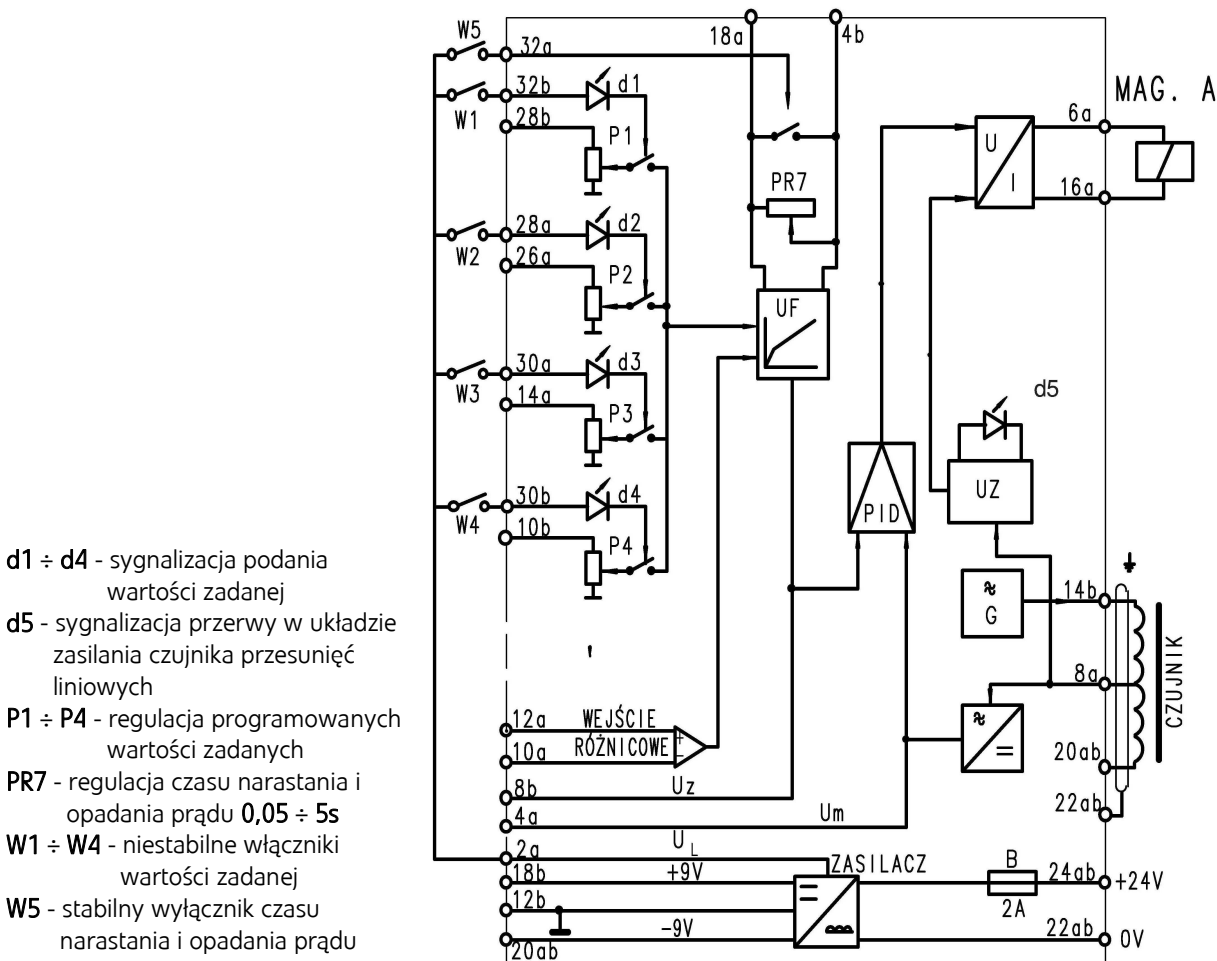 W5
32a
18a
4b
32b
d1
W1
28b
P1
MAG. A
6a
U
I
16a
PR7
28a
d2
W2
26a
P2
UF
30a
d3
W3
14a
P3
d5
30b
d4
W4
10b
P4
PID
UZ
≈
G
14b
8a
CZUJNIK
≈
=
20ab
22ab
12a
WEJŚCIE
10a
RÓŻNICOWE
+
−
8b
Uz
4a
Um
2a
U L
ZASILACZ
18b
+9V
B
2A
24ab
+24V
12b
-9V
20ab
22ab
0V
d1 ÷ d4 - sygnalizacja podania
wartości zadanej
d5 - sygnalizacja przerwy w układzie
zasilania czujnika przesunięć
liniowych
P1 ÷ P4 - regulacja programowanych
wartości zadanych
PR7 - regulacja czasu narastania i
opadania prądu 0,05 ÷ 5s
W1 ÷ W4 - niestabilne włączniki
wartości zadanej
W5 - stabilny wyłącznik czasu
narastania i opadania prądu